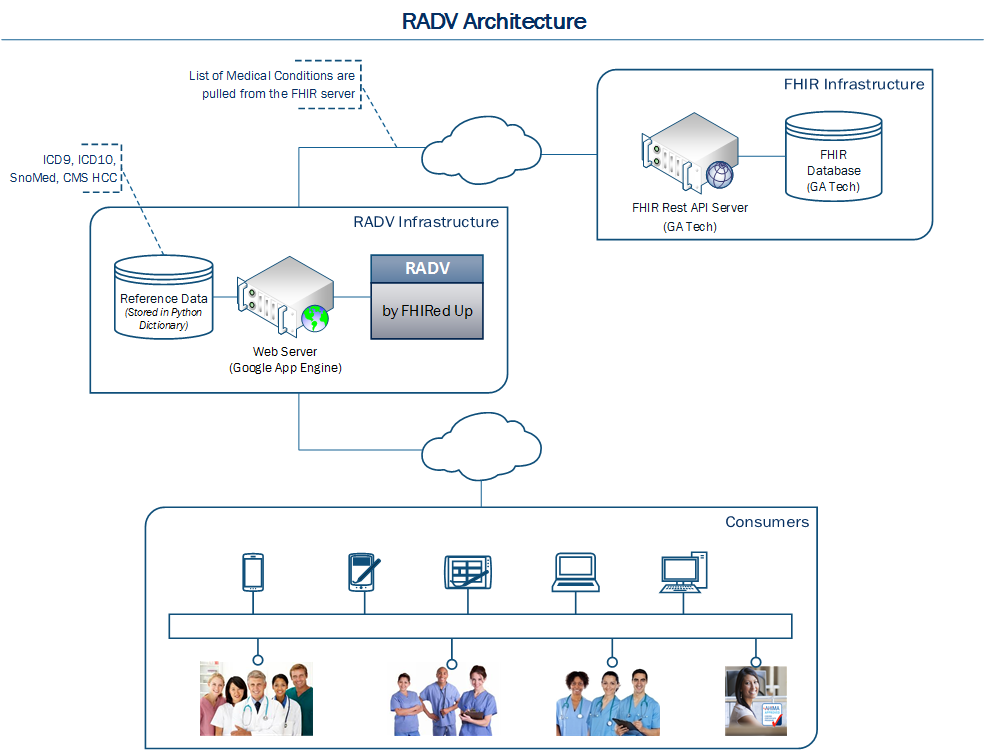 RADV Architecture
List of Medical Conditions are
pulled from the FHIR server
FHIR Infrastructure
FHIR
Database
(GA Tech)
FHIR Rest API Server
(GA Tech)
ICD9, ICD10,
SnoMed, CMS HCC
RADV Infrastructure
Reference Data
(Stored in Python
Dictionary)
RADV
by FHIRed Up
Web Server
(Google App Engine)
Consumers
AHIMA